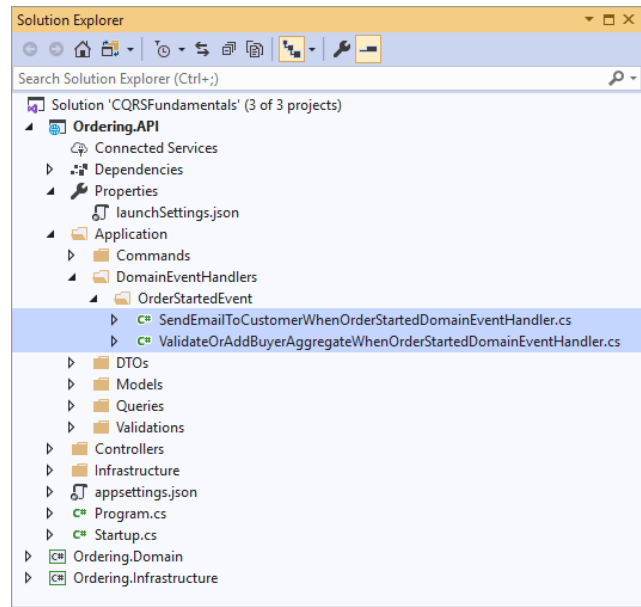 Solution Explorer
Search Solution Explorer (Ctrl+;)
Solution 'CQRSFundamentals' (3 of 3 projects)
Ordering.API
Connected Services
Dependencies
Properties
launchSettings.json
Application
Commands
DomainEventHandlers
OrderStartedEvent
C# SendEmailToCustomerWhenOrderStartedDomainEventHandler.cs
C# ValidateOrAddBuyerAggregateWhenOrderStartedDomainEventHandler.cs
DTOs
Models
Queries
Validations
Controllers
Infrastructure
appsettings.json
C# Program.cs
C# Startup.cs
C# Ordering.Domain
C# Ordering.Infrastructure